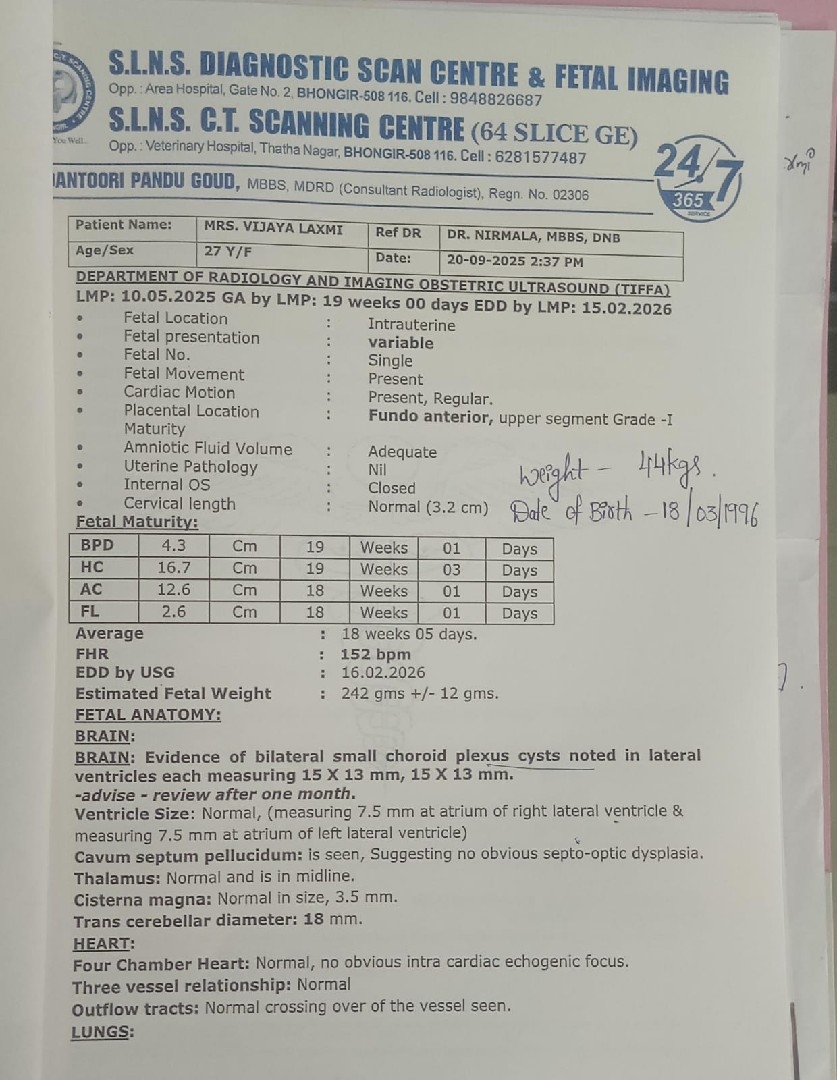 S.L.N.S. DIAGNOSTIC SCAN CENTRE & FETAL IMAGING
Opp.: Area Hospital, Gate No. 2, BHONGIR-508 116. Cell : 9848826687
S.L.N.S. C.T. SCANNING CENTRE (64 SLICE GE)
Opp. : Veterinary Hospital, Thatha Nagar, BHONGIR-508 116. Cell : 6281577487
You Well..
24/7
365
SERVICE
ANTOORI PANDU GOUD, MBBS, MDRD (Consultant Radiologist), Regn. No. 02306
Patient Name: MRS. VIJAYA LAXMI Ref DR DR. NIRMALA, MBBS, DNB
Age/Sex 27 Y/F Date: 20-09-2025 2:37 PM
DEPARTMENT OF RADIOLOGY AND IMAGING OBSTETRIC ULTRASOUND (TIFFA)
LMP: 10.05.2025 GA by LMP: 19 weeks 00 days EDD by LMP: 15.02.2026
• Fetal Location : Intrauterine
• Fetal presentation : variable
• Fetal No. : Single
• Fetal Movement : Present
• Cardiac Motion : Present, Regular.
• Placental Location : Fundo anterior, upper segment Grade -I
Maturity
• Amniotic Fluid Volume : Adequate
• Uterine Pathology : Nil
• Internal OS : Closed
• Cervical length : Normal (3.2 cm)
Weight - 44kgs.
Date of Birth - 18/03/1996
Fetal Maturity:
BPD 4.3 Cm 19 Weeks 01 Days
HC 16.7 Cm 19 Weeks 03 Days
AC 12.6 Cm 18 Weeks 01 Days
FL 2.6 Cm 18 Weeks 01 Days
Average : 18 weeks 05 days.
FHR : 152 bpm
EDD by USG : 16.02.2026
Estimated Fetal Weight : 242 gms +/- 12 gms.
FETAL ANATOMY:
BRAIN:
BRAIN: Evidence of bilateral small choroid plexus cysts noted in lateral
ventricles each measuring 15 X 13 mm, 15 X 13 mm.
-advise - review after one month.
Ventricle Size: Normal, (measuring 7.5 mm at atrium of right lateral ventricle &
measuring 7.5 mm at atrium of left lateral ventricle)
Cavum septum pellucidum: is seen, Suggesting no obvious septo-optic dysplasia.
Thalamus: Normal and is in midline.
Cisterna magna: Normal in size, 3.5 mm.
Trans cerebellar diameter: 18 mm.
HEART:
Four Chamber Heart: Normal, no obvious intra cardiac echogenic focus.
Three vessel relationship: Normal
Outflow tracts: Normal crossing over of the vessel seen.
LUNGS: